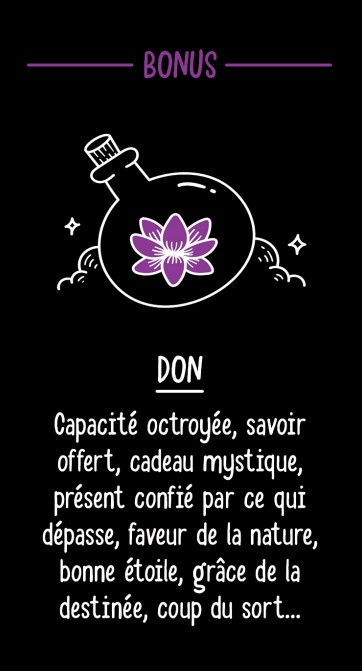 BONUS
DON
Capacité octroyée, savoir
offert, cadeau mystique,
présent confié par ce qui
dépasse, faveur de la nature,
bonne étoile, grâce de la
destinée, coup du sort...